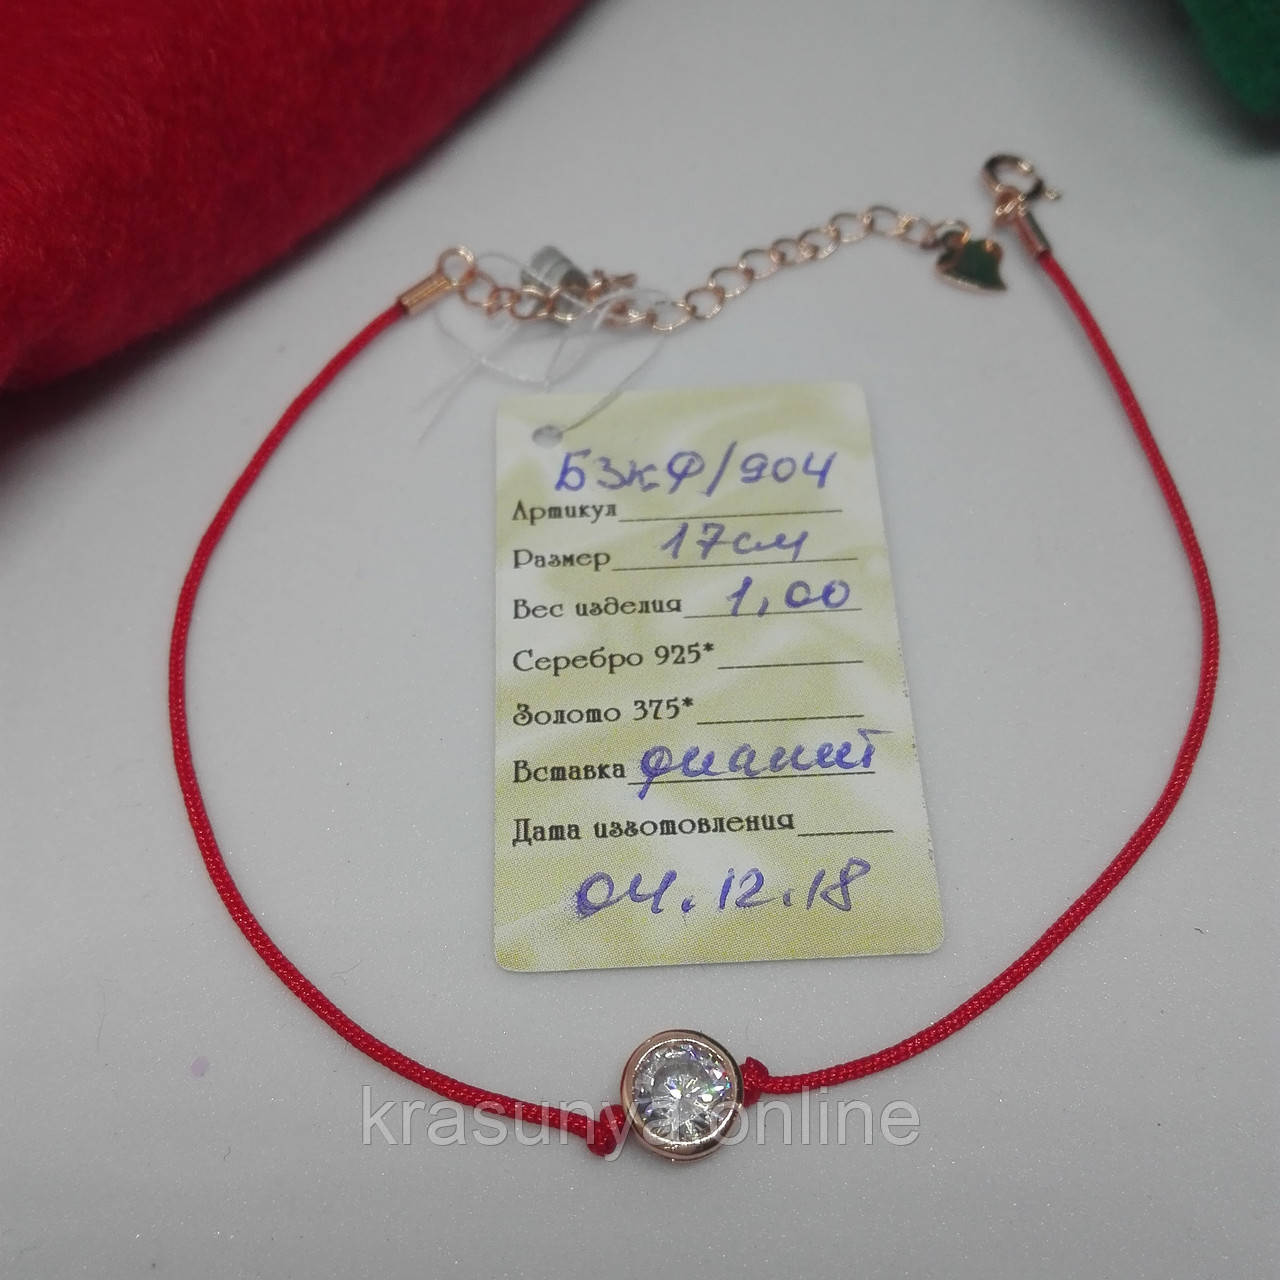 БЗкФ/904
Артикул
Размер 17см
Вес изделия 1,00
Серебро 925*
Золото 375*
Вставка фианит
Дата изготовления
04.12.18
krasunya-online